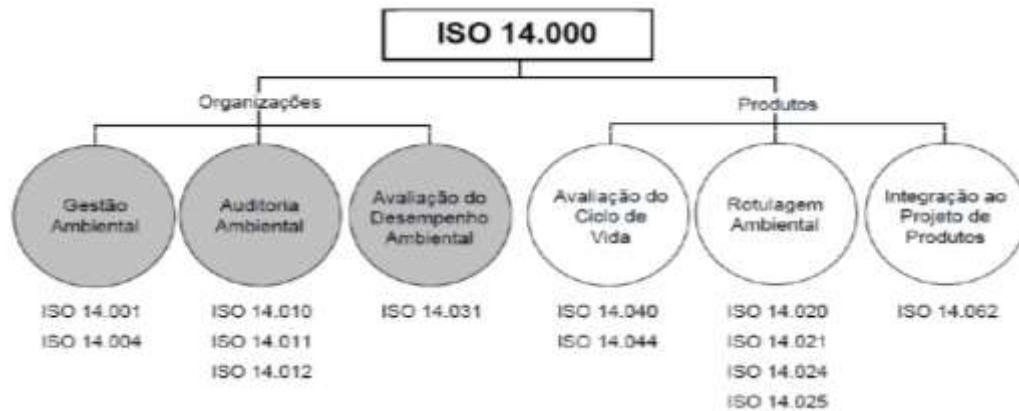 ISO 14.000
Organizações
Produtos
Gestão
Ambiental
Auditoria
Ambiental
Avaliação do
Desempenho
Ambiental
Avaliação do
Ciclo de
Vida
Rotulagem
Ambiental
Integração ao
Projeto de
Produtos
ISO 14.001
ISO 14.004
ISO 14.010
ISO 14.011
ISO 14.012
ISO 14.031
ISO 14.040
ISO 14.044
ISO 14.020
ISO 14.021
ISO 14.024
ISO 14.025
ISO 14.062